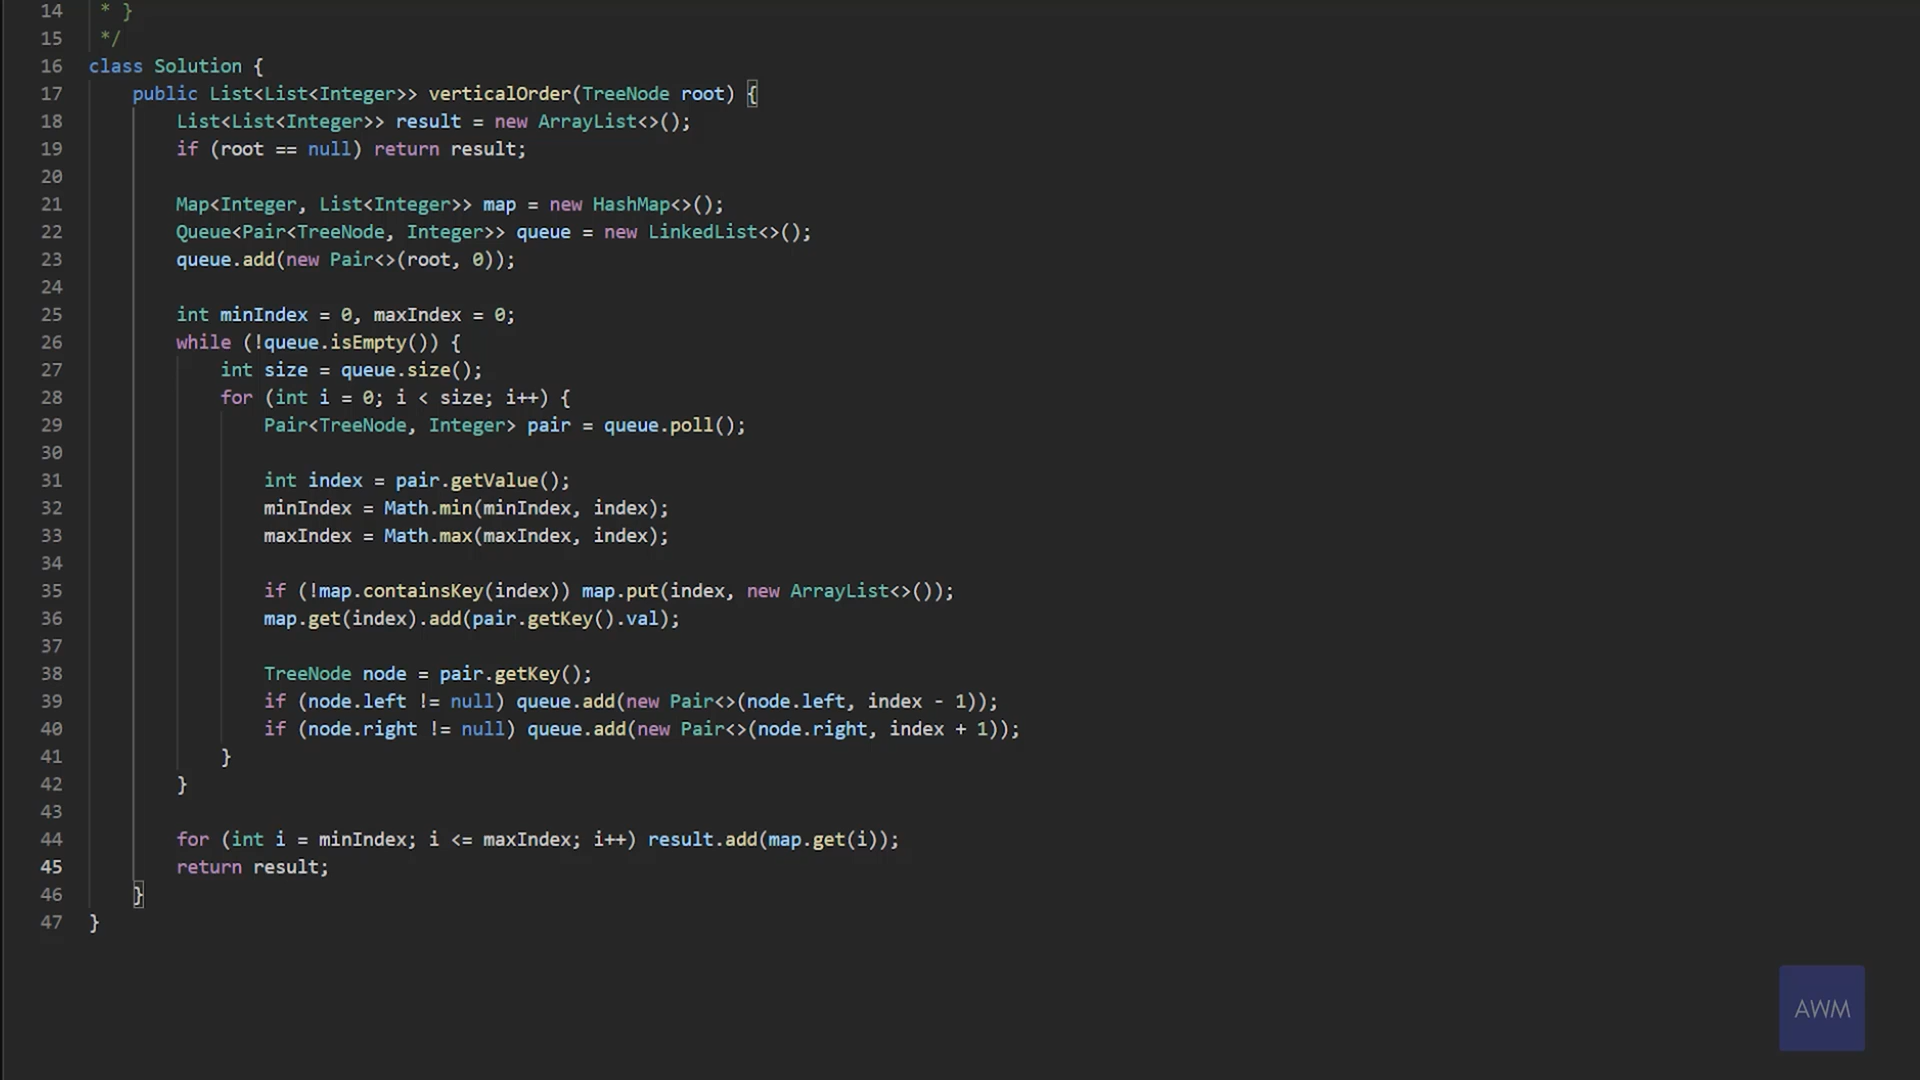 14 * }
15 */
16 class Solution {
17 public List<List<Integer>> verticalOrder(TreeNode root) {
18 List<List<Integer>> result = new ArrayList<>();
19 if (root == null) return result;
20
21 Map<Integer, List<Integer>> map = new HashMap<>();
22 Queue<Pair<TreeNode, Integer>> queue = new LinkedList<>();
23 queue.add(new Pair<>(root, 0));
24
25 int minIndex = 0, maxIndex = 0;
26 while (!queue.isEmpty()) {
27 int size = queue.size();
28 for (int i = 0; i < size; i++) {
29 Pair<TreeNode, Integer> pair = queue.poll();
30
31 int index = pair.getValue();
32 minIndex = Math.min(minIndex, index);
33 maxIndex = Math.max(maxIndex, index);
34
35 if (!map.containsKey(index)) map.put(index, new ArrayList<>());
36 map.get(index).add(pair.getKey().val);
37
38 TreeNode node = pair.getKey();
39 if (node.left != null) queue.add(new Pair<>(node.left, index - 1));
40 if (node.right != null) queue.add(new Pair<>(node.right, index + 1));
41 }
42 }
43
44 for (int i = minIndex; i <= maxIndex; i++) result.add(map.get(i));
45 return result;
46 }
47 }
AWM